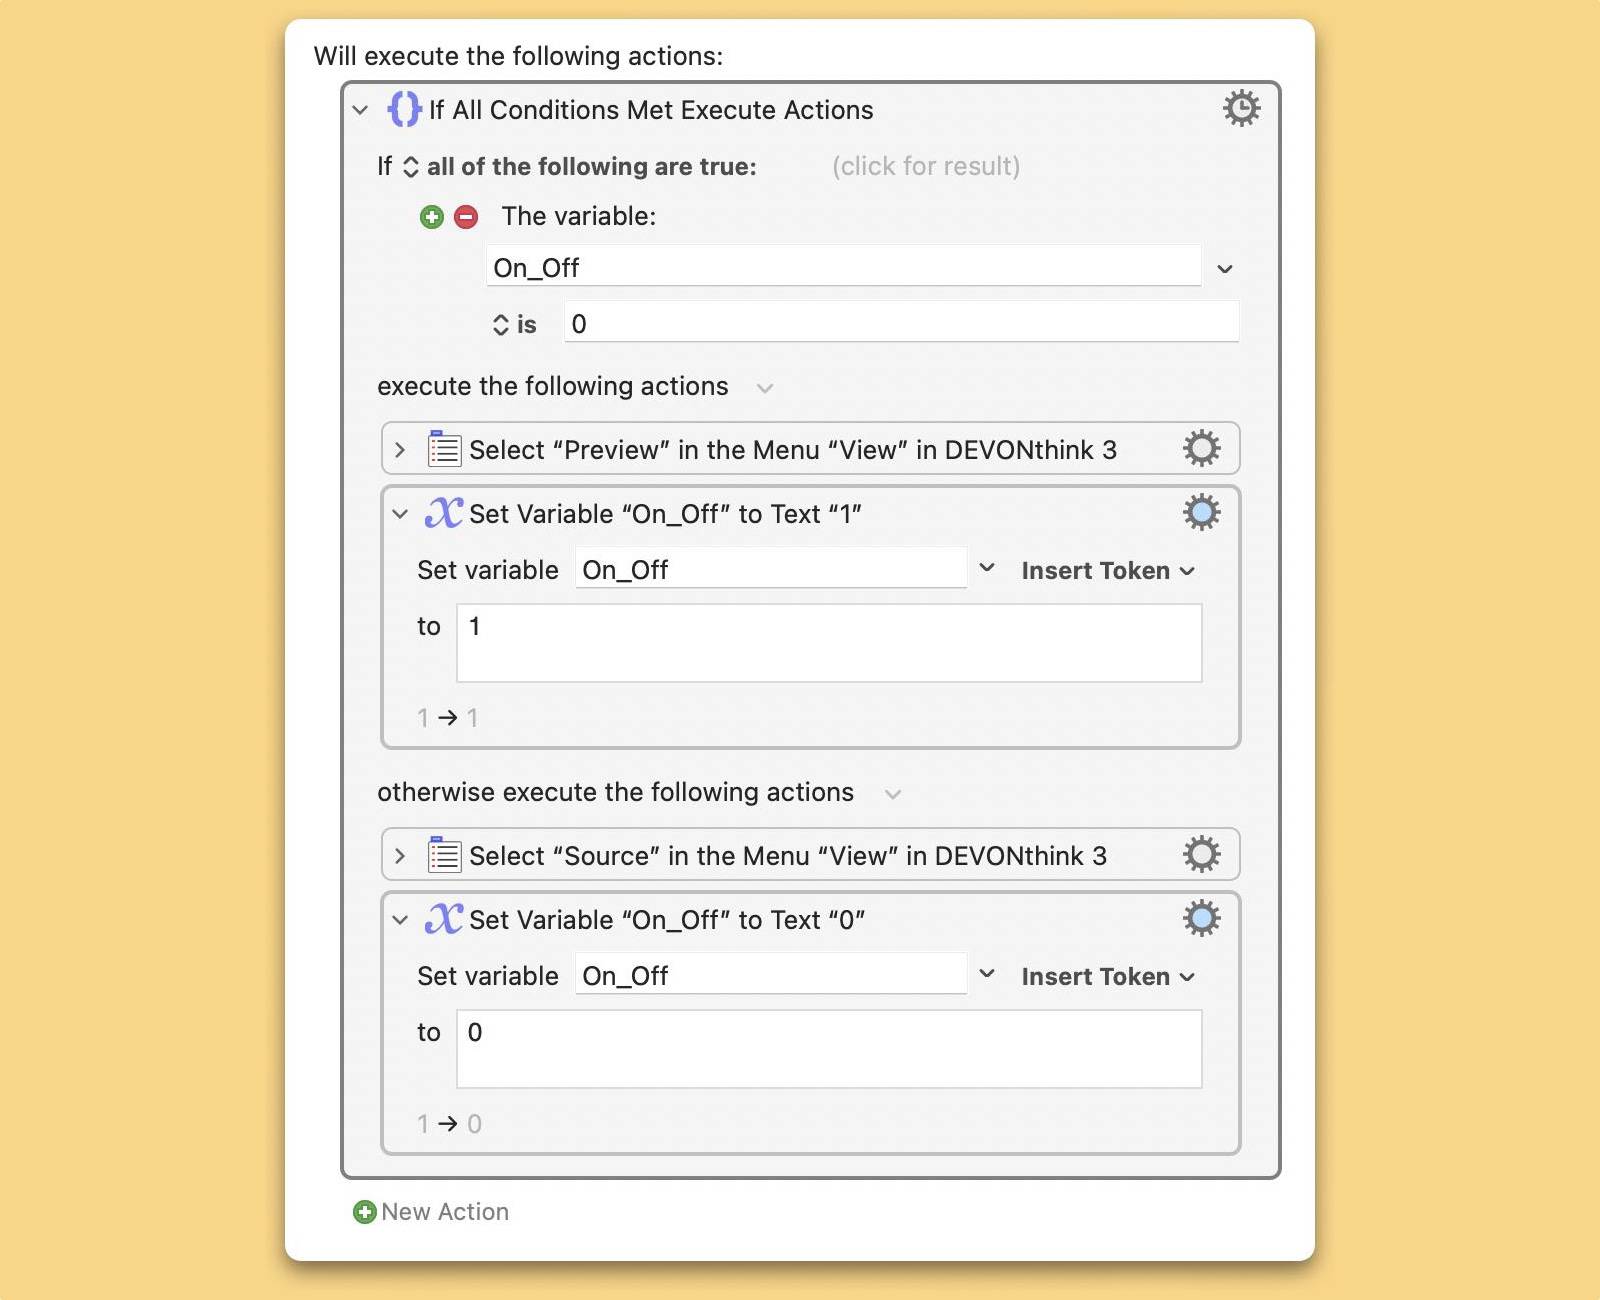 Will execute the following actions:
If All Conditions Met Execute Actions
If all of the following are true: (click for result)
The variable:
On_Off
is 0
execute the following actions
Select “Preview” in the Menu “View” in DEVONthink 3
Set Variable “On_Off” to Text “1”
Set variable On_Off Insert Token
to 1
1 → 1
otherwise execute the following actions
Select “Source” in the Menu “View” in DEVONthink 3
Set Variable “On_Off” to Text “0”
Set variable On_Off Insert Token
to 0
1 → 0
New Action